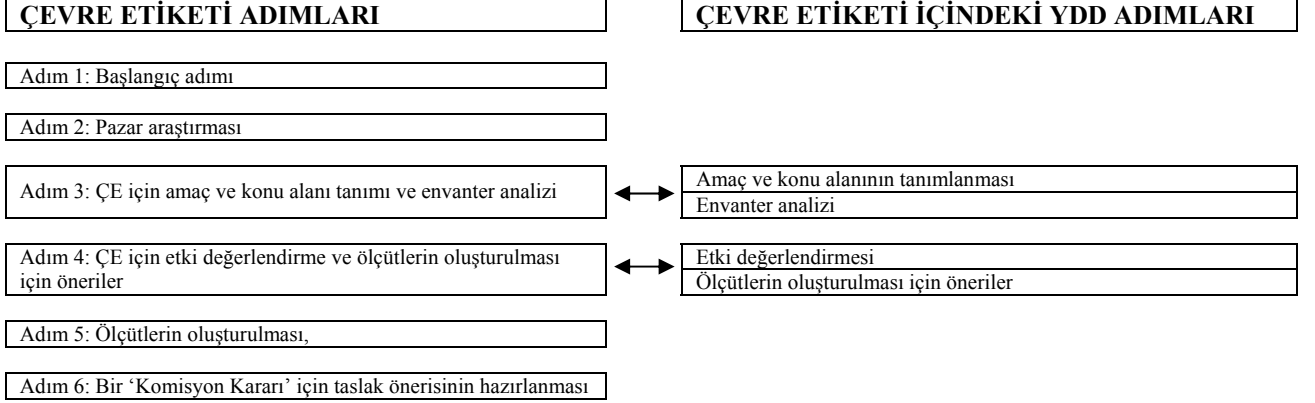 ÇEVRE ETİKETİ ADIMLARI
ÇEVRE ETİKETİ İÇİNDEKİ YDD ADIMLARI
Adım 1: Başlangıç adımı
Adım 2: Pazar araştırması
Adım 3: ÇE için amaç ve konu alanı tanımı ve envanter analizi
Amaç ve konu alanının tanımlanması
Envanter analizi
Adım 4: ÇE için etki değerlendirme ve ölçütlerin oluşturulması
için öneriler
Etki değerlendirmesi
Ölçütlerin oluşturulması için öneriler
Adım 5: Ölçütlerin oluşturulması,
Adım 6: Bir ‘Komisyon Kararı’ için taslak önerisinin hazırlanması